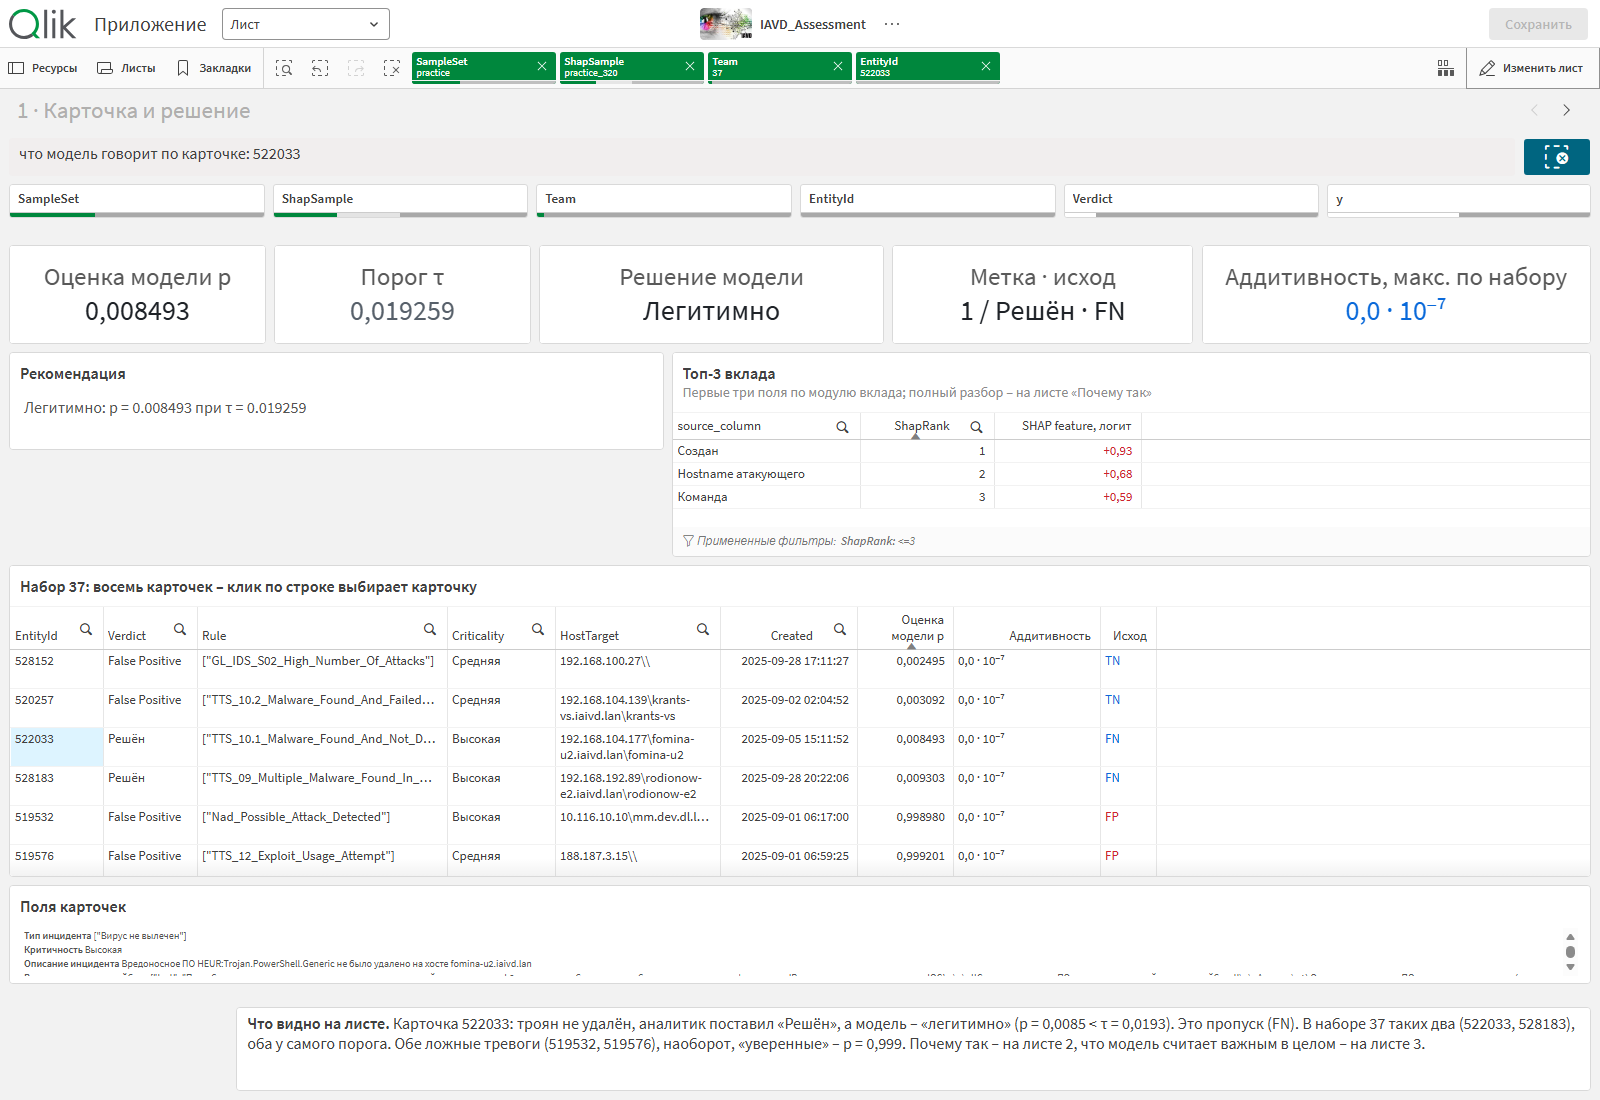 Qlik Приложение Лист IAVD_Assessment ··· Сохранить
Ресурсы Листы Закладки SampleSet ShapSample Team EntityId Изменить лист
practice practice_320 37 522033
1 · Карточка и решение
что модель говорит по карточке: 522033
SampleSet ShapSample Team EntityId Verdict y
Оценка модели p Порог τ Решение модели Метка · исход Аддитивность, макс. по набору
0,008493 0,019259 Легитимно 1 / Решён · FN 0,0 · 10⁻⁷
Рекомендация
Легитимно: p = 0.008493 при τ = 0.019259
Топ-3 вклада
Первые три поля по модулю вклада; полный разбор – на листе «Почему так»
source_column ShapRank SHAP feature, логит
Создан 1 +0,93
Hostname атакующего 2 +0,68
Команда 3 +0,59
Примененные фильтры: ShapRank: <=3
Набор 37: восемь карточек – клик по строке выбирает карточку
EntityId Verdict Rule Criticality HostTarget Created Оценка модели p Аддитивность Исход
528152 False Positive ["GL_IDS_S02_High_Number_Of_Attacks"] Средняя 192.168.100.27\\ 2025-09-28 17:11:27 0,002495 0,0 · 10⁻⁷ TN
520257 False Positive ["TTS_10.2_Malware_Found_And_Failed... Средняя 192.168.104.139\krants- 2025-09-02 02:04:52 0,003092 0,0 · 10⁻⁷ TN
vs.iaivd.lan\krants-vs
522033 Решён ["TTS_10.1_Malware_Found_And_Not_D... Высокая 192.168.104.177\fomina- 2025-09-05 15:11:52 0,008493 0,0 · 10⁻⁷ FN
u2.iaivd.lan\fomina-u2
528183 Решён ["TTS_09_Multiple_Malware_Found_In_... Высокая 192.168.192.89\rodionow- 2025-09-28 20:22:06 0,009303 0,0 · 10⁻⁷ FN
e2.iaivd.lan\rodionow-e2
519532 False Positive ["Nad_Possible_Attack_Detected"] Высокая 10.116.10.10\mm.dev.dl.l... 2025-09-01 06:17:00 0,998980 0,0 · 10⁻⁷ FP
519576 False Positive ["TTS_12_Exploit_Usage_Attempt"] Средняя 188.187.3.15\\ 2025-09-01 06:59:25 0,999201 0,0 · 10⁻⁷ FP
Поля карточек
Тип инцидента ["Вирус не вылечен"]
Критичность Высокая
Описание инцидента Вредоносное ПО HEUR:Trojan.PowerShell.Generic не было удалено на хосте fomina-u2.iaivd.lan
Что видно на листе. Карточка 522033: троян не удалён, аналитик поставил «Решён», а модель – «легитимно» (p = 0,0085 < τ = 0,0193). Это пропуск (FN). В наборе 37 таких два (522033, 528183),
оба у самого порога. Обе ложные тревоги (519532, 519576), наоборот, «уверенные» – p = 0,999. Почему так – на листе 2, что модель считает важным в целом – на листе 3.